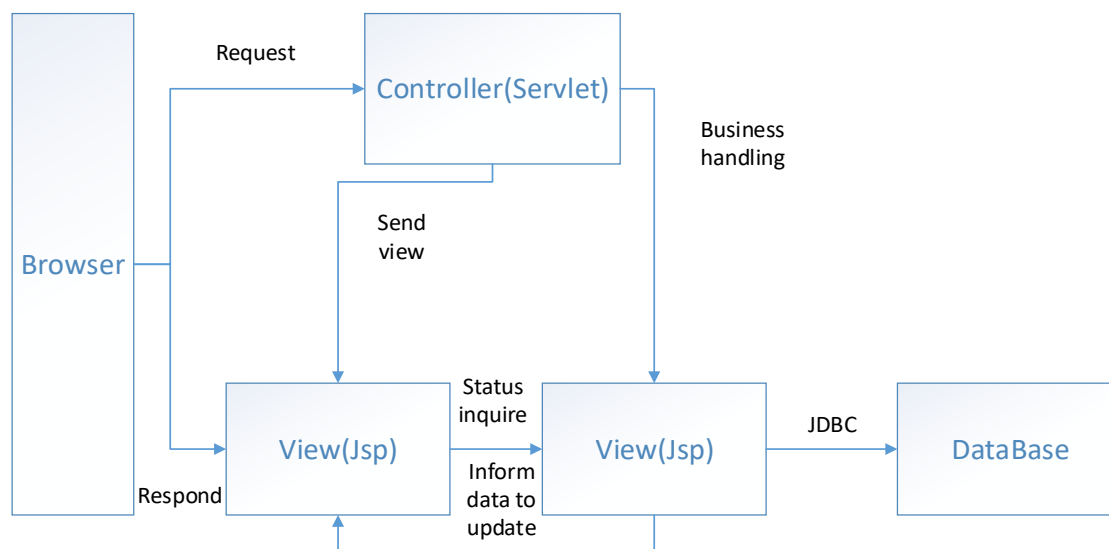 Request
Controller(Servlet)
Business
handling
Send
view
Browser
Status
inquire
View(Jsp)
View(Jsp)
JDBC
DataBase
Respond
Inform
data to
update